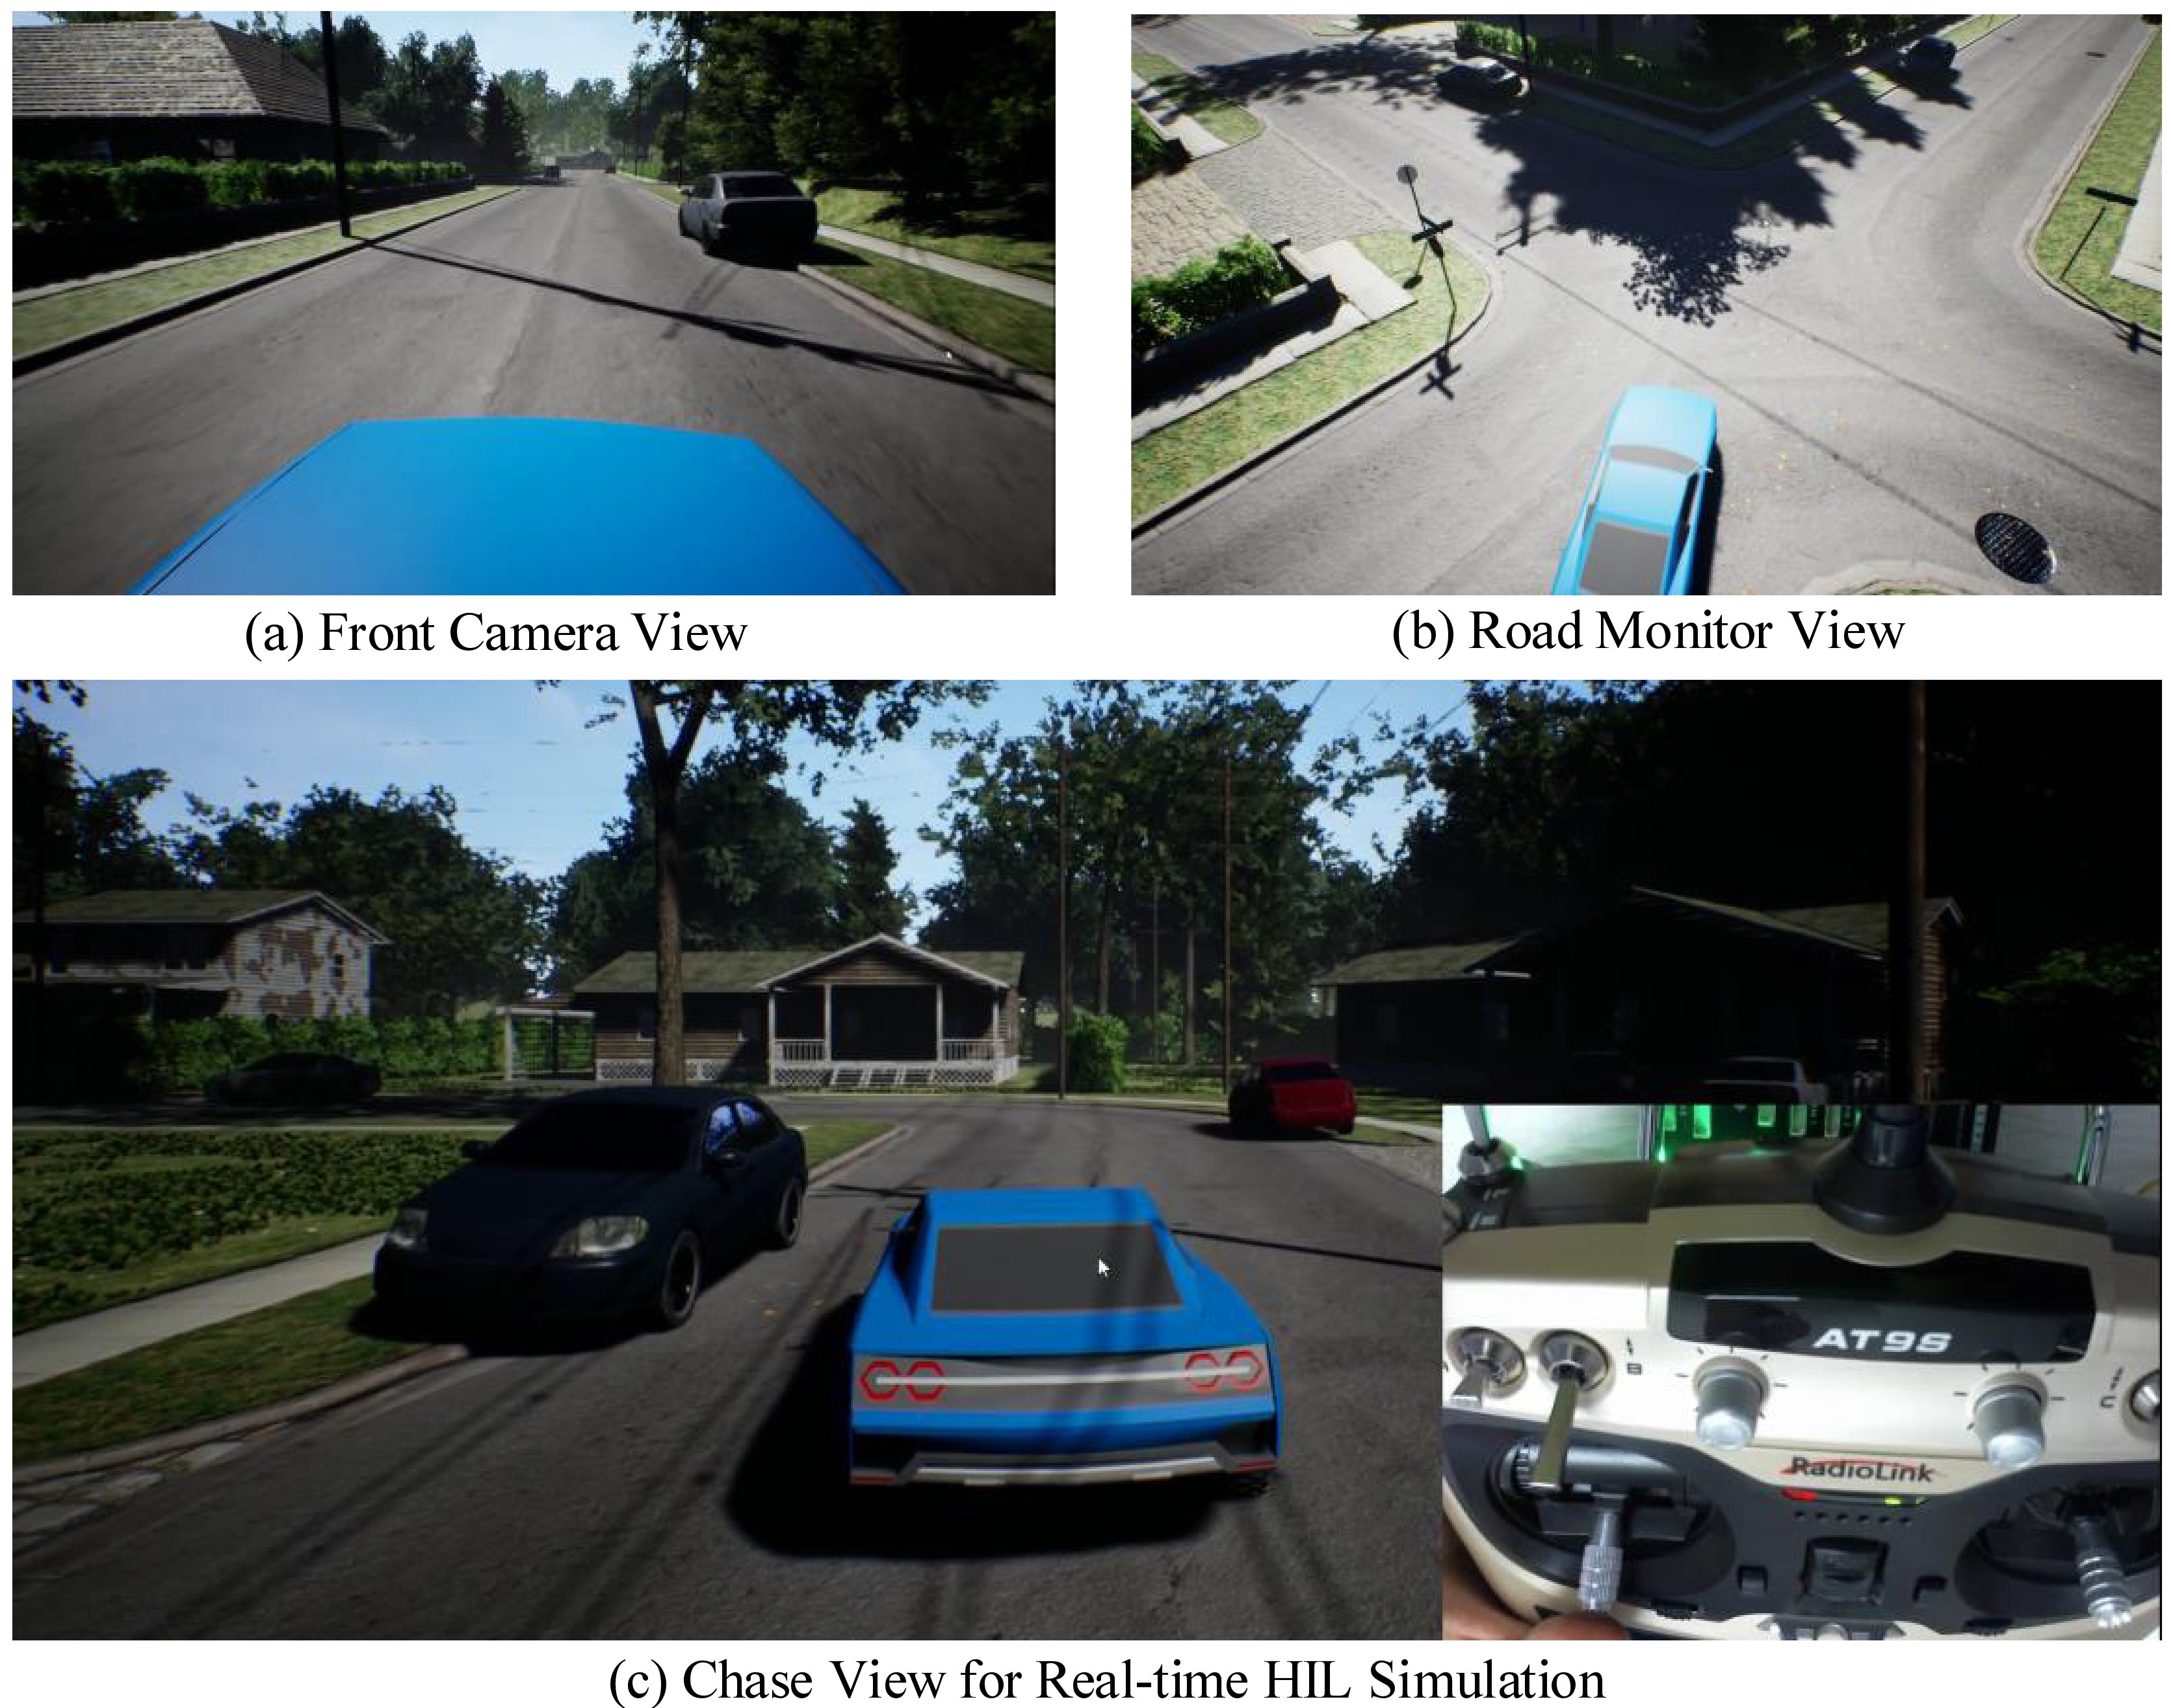 (a) Front Camera View
(b) Road Monitor View
AT9S
B
C
RadioLink
(c) Chase View for Real-time HIL Simulation